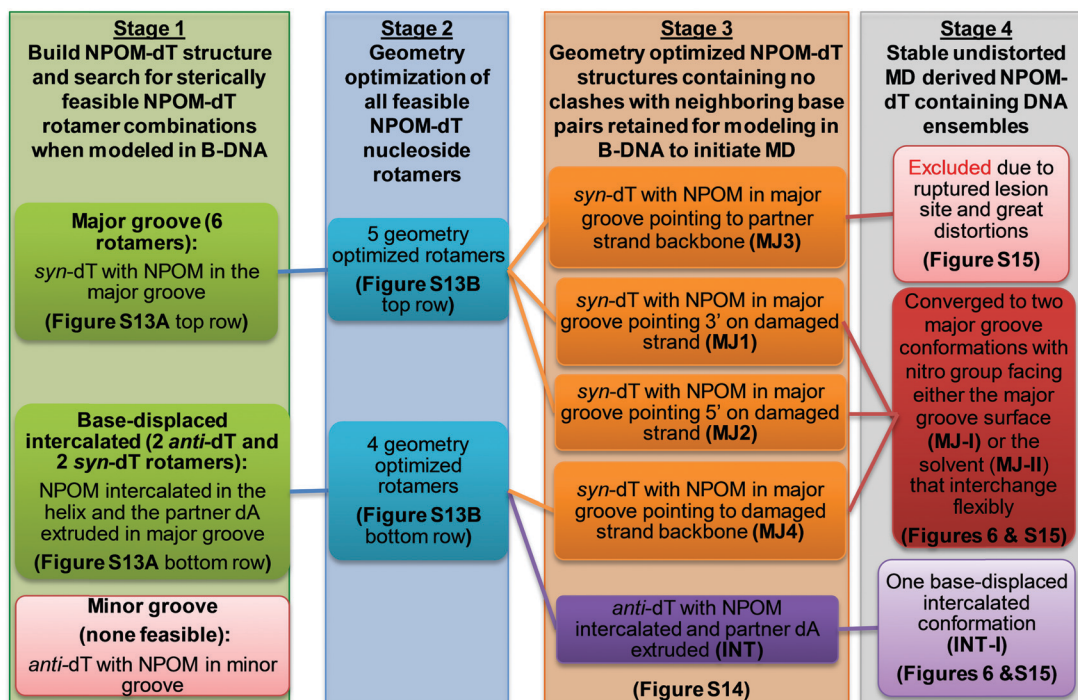 Stage 1
Build NPOM-dT structure
and search for sterically
feasible NPOM-dT
rotamer combinations
when modeled in B-DNA
Major groove (6
rotamers):
syn-dT with NPOM in the
major groove
(Figure S13A top row)
Base-displaced
intercalated (2 anti-dT and
2 syn-dT rotamers):
NPOM intercalated in the
helix and the partner dA
extruded in major groove
(Figure S13A bottom row)
Minor groove
(none feasible):
anti-dT with NPOM in minor
groove
Stage 2
Geometry
optimization of
all feasible
NPOM-dT
nucleoside
rotamers
5 geometry
optimized rotamers
(Figure S13B
top row)
4 geometry
optimized
rotamers
(Figure S13B
bottom row)
Stage 3
Geometry optimized NPOM-dT
structures containing no
clashes with neighboring base
pairs retained for modeling in
B-DNA to initiate MD
syn-dT with NPOM in major
groove pointing to partner
strand backbone (MJ3)
syn-dT with NPOM in major
groove pointing 3' on damaged
strand (MJ1)
syn-dT with NPOM in major
groove pointing 5' on damaged
strand (MJ2)
syn-dT with NPOM in major
groove pointing to damaged
strand backbone (MJ4)
anti-dT with NPOM
intercalated and partner dA
extruded (INT)
(Figure S14)
Stage 4
Stable undistorted
MD derived NPOM-
dT containing DNA
ensembles
Excluded due to
ruptured lesion
site and great
distortions
(Figure S15)
Converged to two
major groove
conformations with
nitro group facing
either the major
groove surface
(MJ-I) or the
solvent (MJ-II)
that interchange
flexibly
(Figures 6 & S15)
One base-displaced
intercalated
conformation
(INT-I)
(Figures 6 &S15)